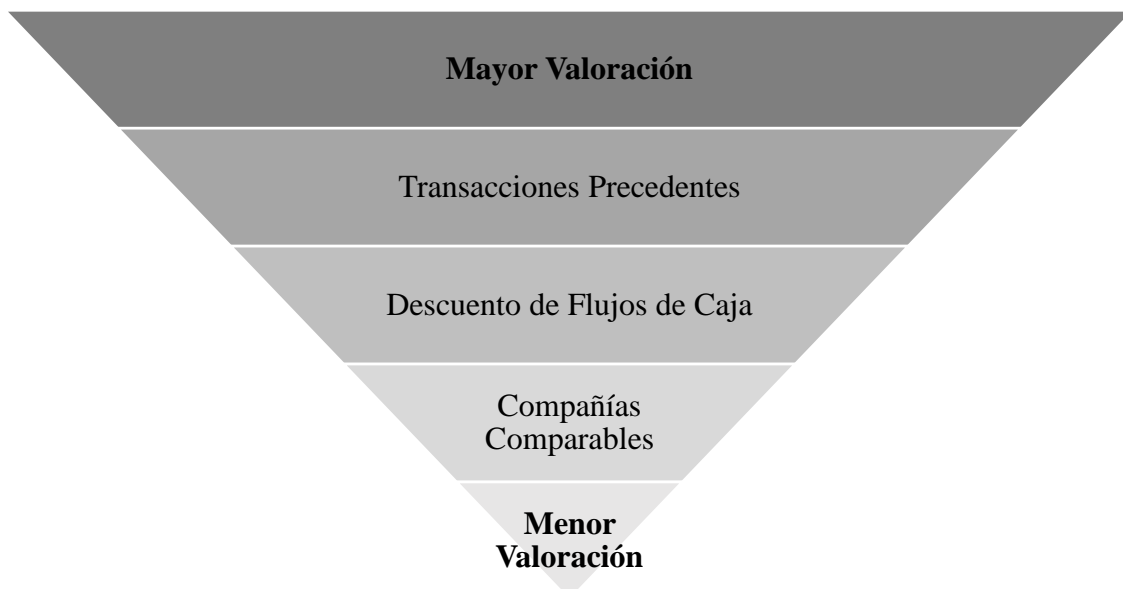 Mayor Valoración
Transacciones Precedentes
Descuento de Flujos de Caja
Compañías
Comparables
Menor
Valoración